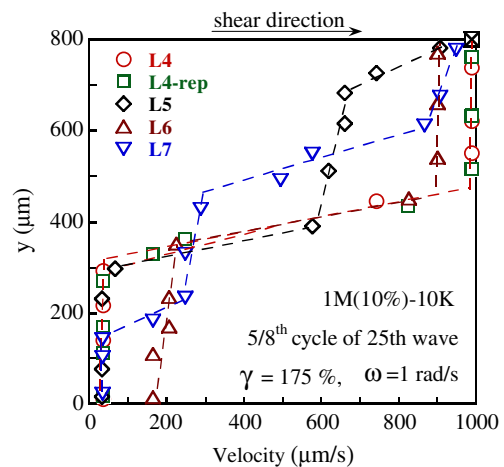 shear direction
800
L4
L4-rep
L5
L6
L7
600
y (μm)
400
200
1M(10%)-10K
5/8th cycle of 25th wave
γ = 175 %, ω=1 rad/s
0
0 200 400 600 800 1000
Velocity (μm/s)